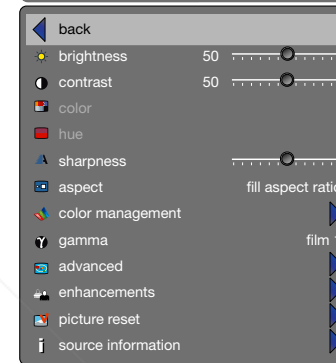 back
brightness 50
contrast 50
color
hue
sharpness
aspect fill aspect ratio
color management
γ gamma film 1
advanced
enhancements
picture reset
i source information